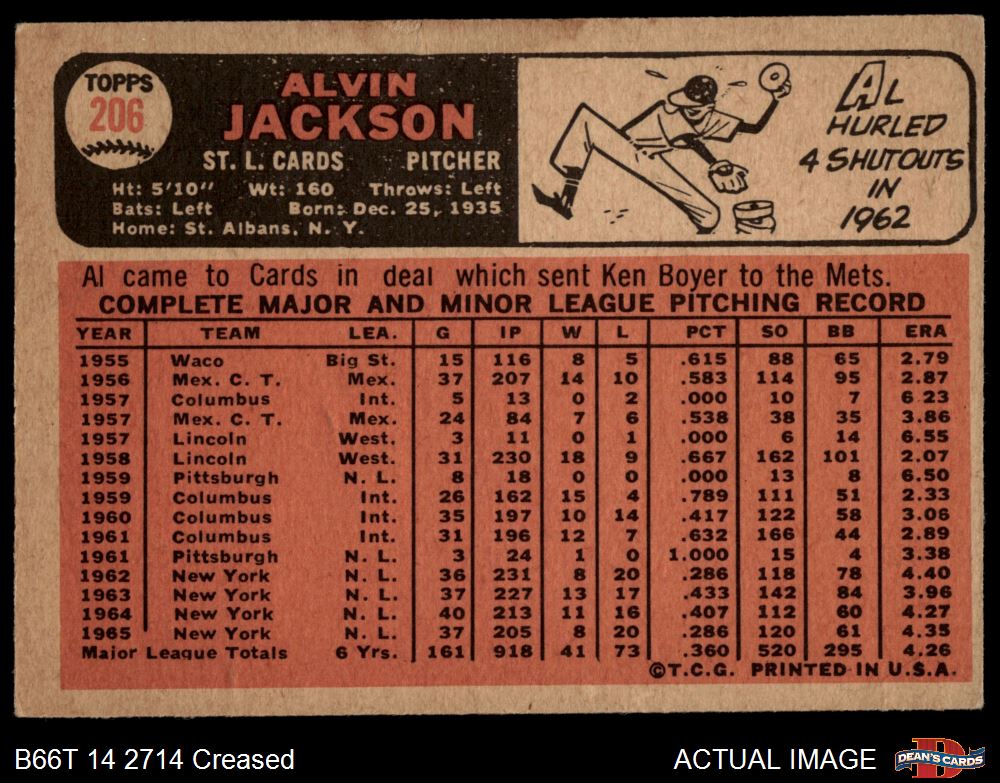 TOPPS
206
ALVIN
JACKSON
ST. L. CARDS PITCHER
Ht: 5'10" Wt: 160 Throws: Left
Bats: Left Born: Dec. 25, 1935
Home: St. Albans, N. Y.
AL
HURLED
4 SHUTOUTS
IN
1962
Al came to Cards in deal which sent Ken Boyer to the Mets.
COMPLETE MAJOR AND MINOR LEAGUE PITCHING RECORD
YEAR TEAM LEA. G IP W L PCT SO BB ERA
1955 Waco Big St. 15 116 8 5 .615 88 65 2.79
1956 Mex. C. T. Mex. 37 207 14 10 .583 114 95 2.87
1957 Columbus Int. 5 13 0 2 .000 10 7 6.23
1957 Mex. C. T. Mex. 24 84 7 6 .538 38 35 3.86
1957 Lincoln West. 3 11 0 1 .000 6 14 6.55
1958 Lincoln West. 31 230 18 9 .667 162 101 2.07
1959 Pittsburgh N. L. 8 18 0 0 .000 13 8 6.50
1959 Columbus Int. 26 162 15 4 .789 111 51 2.33
1960 Columbus Int. 35 197 10 14 .417 122 58 3.06
1961 Columbus Int. 31 196 12 7 .632 166 44 2.89
1961 Pittsburgh N. L. 3 24 1 0 1.000 15 4 3.38
1962 New York N. L. 36 231 8 20 .286 118 78 4.40
1963 New York N. L. 37 227 13 17 .433 142 84 3.96
1964 New York N. L. 40 213 11 16 .407 112 60 4.27
1965 New York N. L. 37 205 8 20 .286 120 61 4.35
Major League Totals 6 Yrs. 161 918 41 73 .360 520 295 4.26
©T.C.G. PRINTED IN U.S.A.
B66T 14 2714 Creased ACTUAL IMAGE
D
DEAN'S CARDS